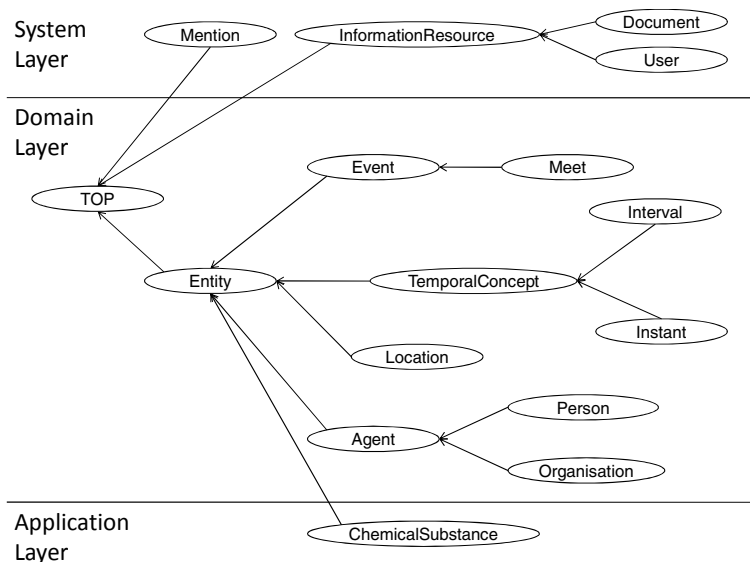 System
Layer
Mention
InformationResource
Document
User
Domain
Layer
Event
Meet
TOP
Interval
Entity
TemporalConcept
Instant
Location
Person
Agent
Organisation
Application
Layer
ChemicalSubstance